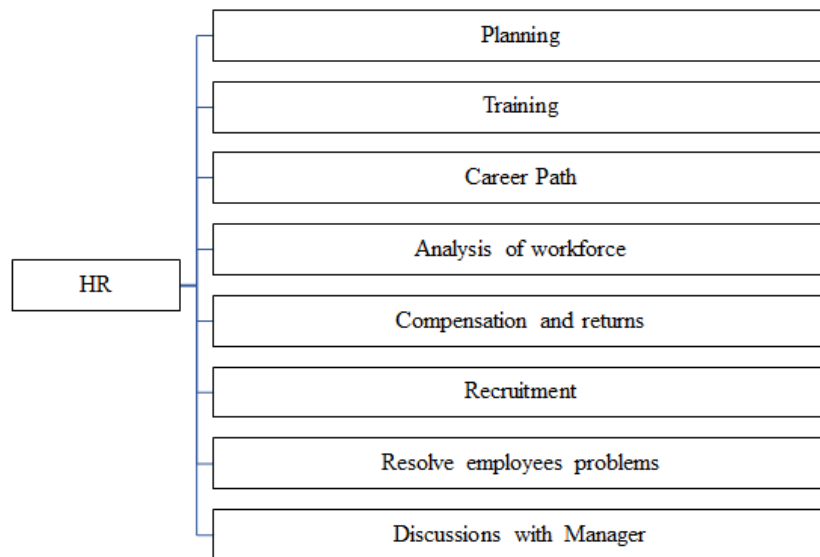 Planning
Training
Career Path
Analysis of workforce
HR
Compensation and returns
Recruitment
Resolve employees problems
Discussions with Manager